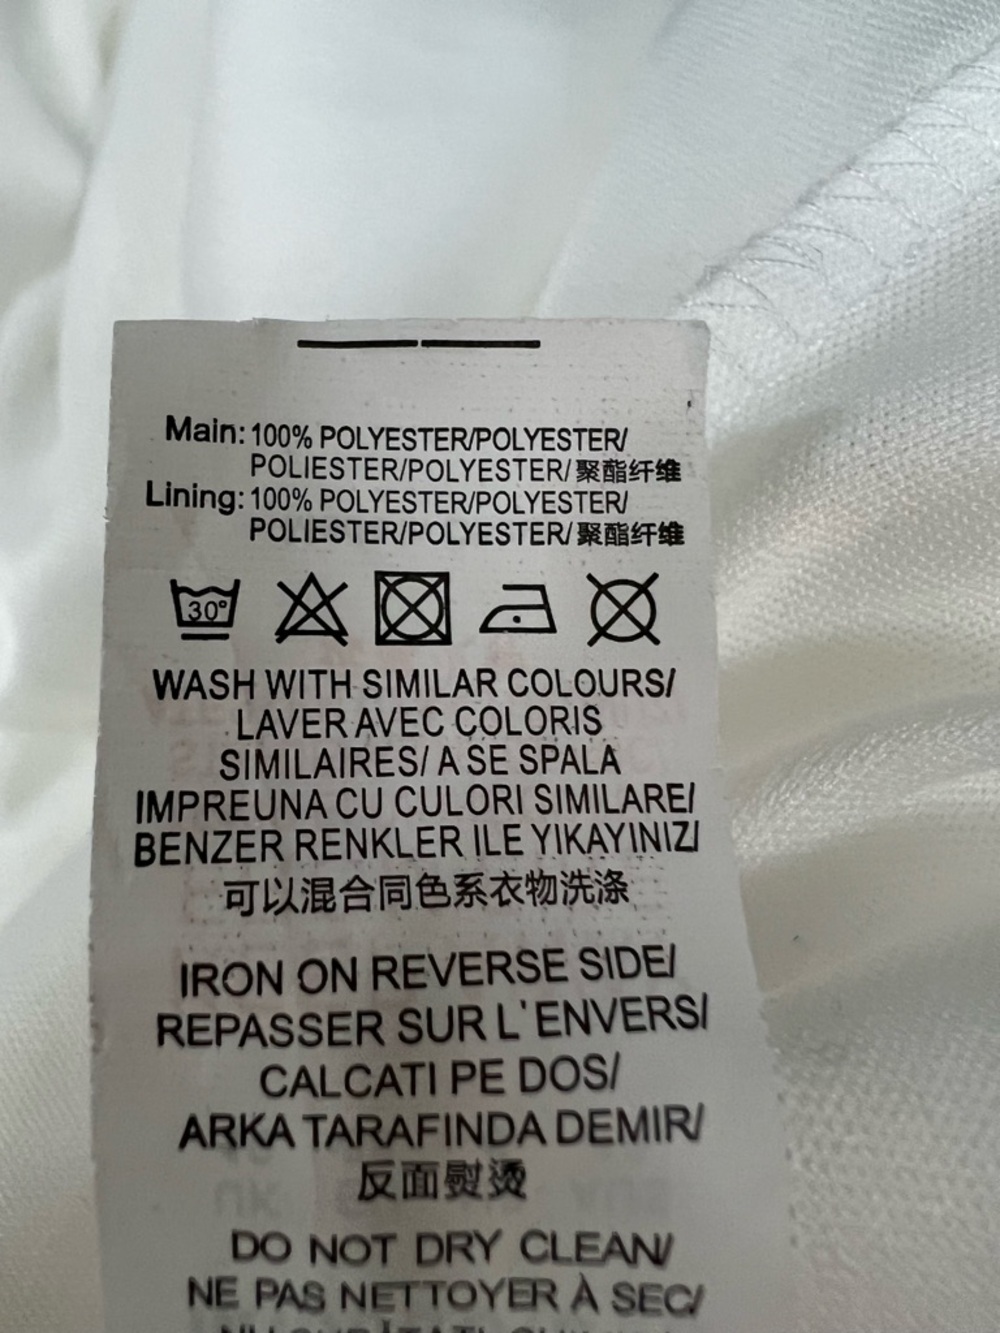 Main: 100% POLYESTER/POLYESTER/
POLIESTER/POLYESTER/聚酯纤维
Lining: 100% POLYESTER/POLYESTER/
POLIESTER/POLYESTER/聚酯纤维
30°
WASH WITH SIMILAR COLOURS/
LAVER AVEC COLORIS
SIMILAIRES/ A SE SPALA
IMPREUNA CU CULORI SIMILARE/
BENZER RENKLER ILE YIKAYINIZ/
可以混合同色系衣物洗涤
IRON ON REVERSE SIDE/
REPASSER SUR L'ENVERS/
CALCATI PE DOS/
ARKA TARAFINDA DEMIR/
反面熨烫
DO NOT DRY CLEAN/
NE PAS NETTOYER À SEC/